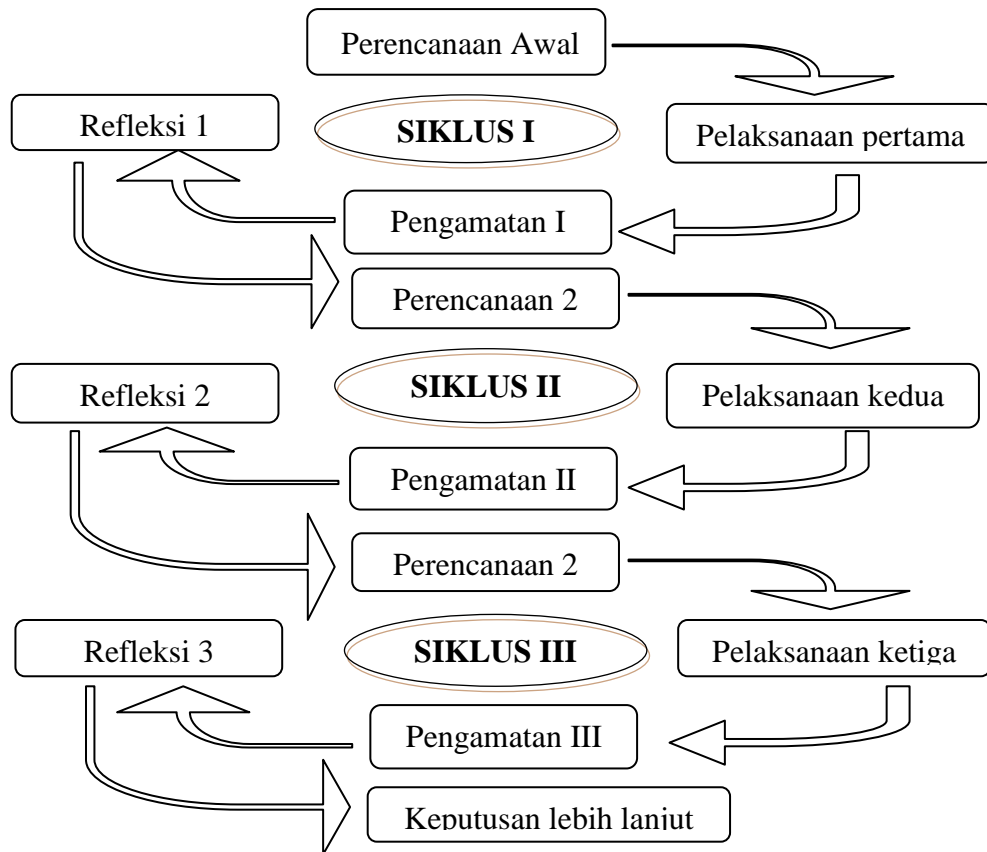 Perencanaan Awal
Refleksi 1
SIKLUS I
Pelaksanaan pertama
Pengamatan I
Perencanaan 2
Refleksi 2
SIKLUS II
Pelaksanaan kedua
Pengamatan II
Perencanaan 2
Refleksi 3
SIKLUS III
Pelaksanaan ketiga
Pengamatan III
Keputusan lebih lanjut